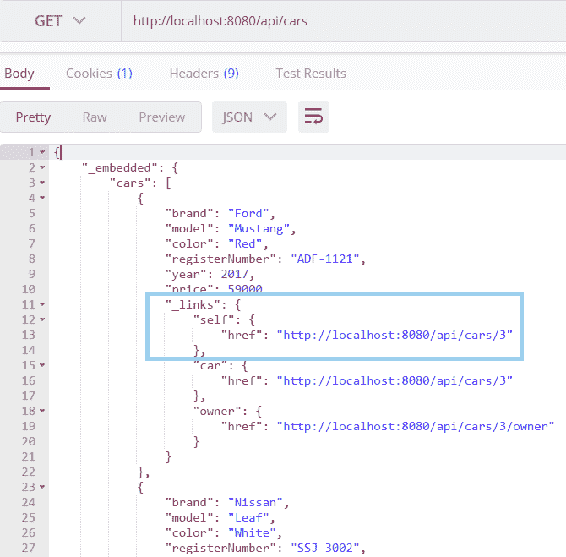 GET http://localhost:8080/api/cars
Body Cookies (1) Headers (9) Test Results
Pretty Raw Preview JSON
1 {
2 "_embedded": {
3 "cars": [
4 {
5 "brand": "Ford",
6 "model": "Mustang",
7 "color": "Red",
8 "registerNumber": "ADF-1121",
9 "year": 2017,
10 "price": 59000,
11 "_links": {
12 "self": {
13 "href": "http://localhost:8080/api/cars/3"
14 },
15 "car": {
16 "href": "http://localhost:8080/api/cars/3"
17 },
18 "owner": {
19 "href": "http://localhost:8080/api/cars/3/owner"
20 }
21 }
22 },
23 {
24 "brand": "Nissan",
25 "model": "Leaf",
26 "color": "White",
27 "registerNumber": "SSJ-3002",